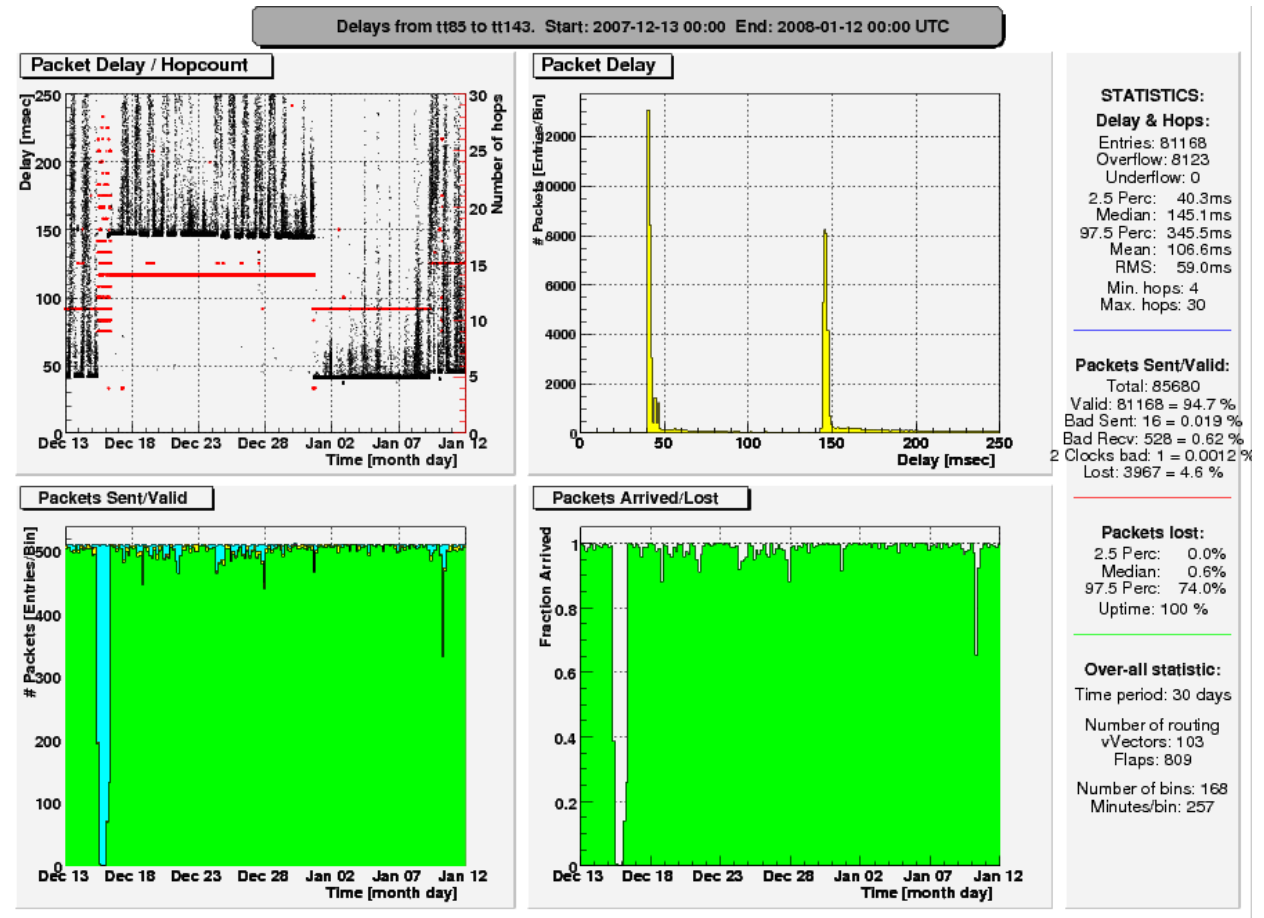 Delays from tt85 to tt143. Start: 2007-12-13 00:00 End: 2008-01-12 00:00 UTC
Packet Delay / Hopcount
Delay [msec]
250
200
150
100
50
0
30
25
20
15
10
5
0
Number of hops
Dec 13 Dec 18 Dec 23 Dec 28 Jan 02 Jan 07 Jan 12
Time [month day]
Packet Delay
# Packets [Entries/Bin]
12000
10000
8000
6000
4000
2000
0
0 50 100 150 200 250
Delay [msec]
Packets Sent/Valid
# Packets [Entries/Bin]
500
400
300
200
100
0
Dec 13 Dec 18 Dec 23 Dec 28 Jan 02 Jan 07 Jan 12
Time [month day]
Packets Arrived/Lost
Fraction Arrived
1
0.8
0.6
0.4
0.2
0
Dec 13 Dec 18 Dec 23 Dec 28 Jan 02 Jan 07 Jan 12
Time [month day]
STATISTICS:
Delay & Hops:
Entries: 81168
Overflow: 8123
Underflow: 0
2.5 Perc: 40.3ms
Median: 145.1ms
97.5 Perc: 345.5ms
Mean: 106.6ms
RMS: 59.0ms
Min. hops: 4
Max. hops: 30
Packets Sent/Valid:
Total: 85680
Valid: 81168 = 94.7 %
Bad Sent: 16 = 0.019 %
Bad Recv: 528 = 0.62 %
2 Clocks bad: 1 = 0.0012 %
Lost: 3967 = 4.6 %
Packets lost:
2.5 Perc: 0.0%
Median: 0.6%
97.5 Perc: 74.0%
Uptime: 100 %
Over-all statistic:
Time period: 30 days
Number of routing
vVectors: 103
Flaps: 809
Number of bins: 168
Minutes/bin: 257